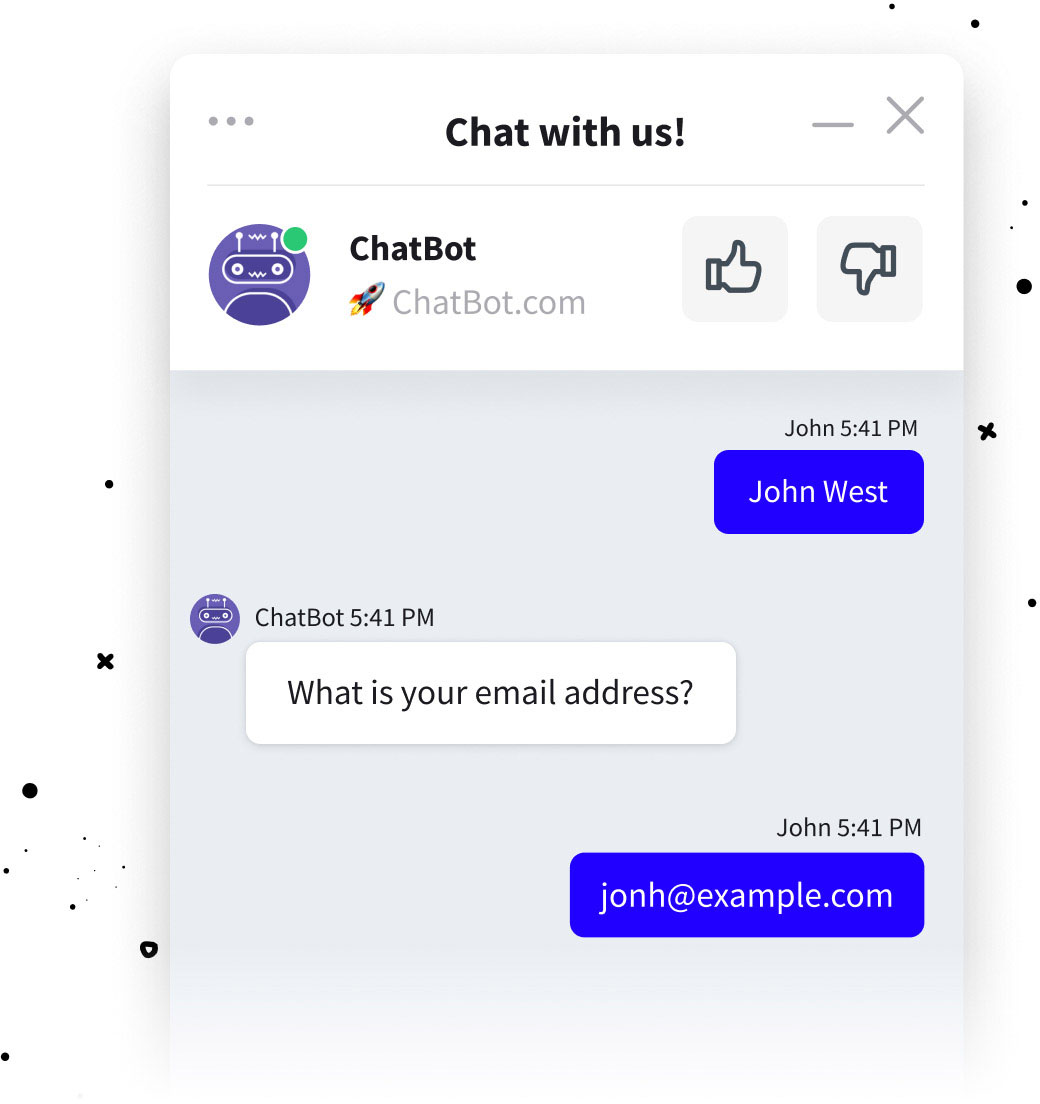 Chat with us!
ChatBot
🚀 ChatBot.com
John 5:41 PM
John West
ChatBot 5:41 PM
What is your email address?
John 5:41 PM
jonh@example.com